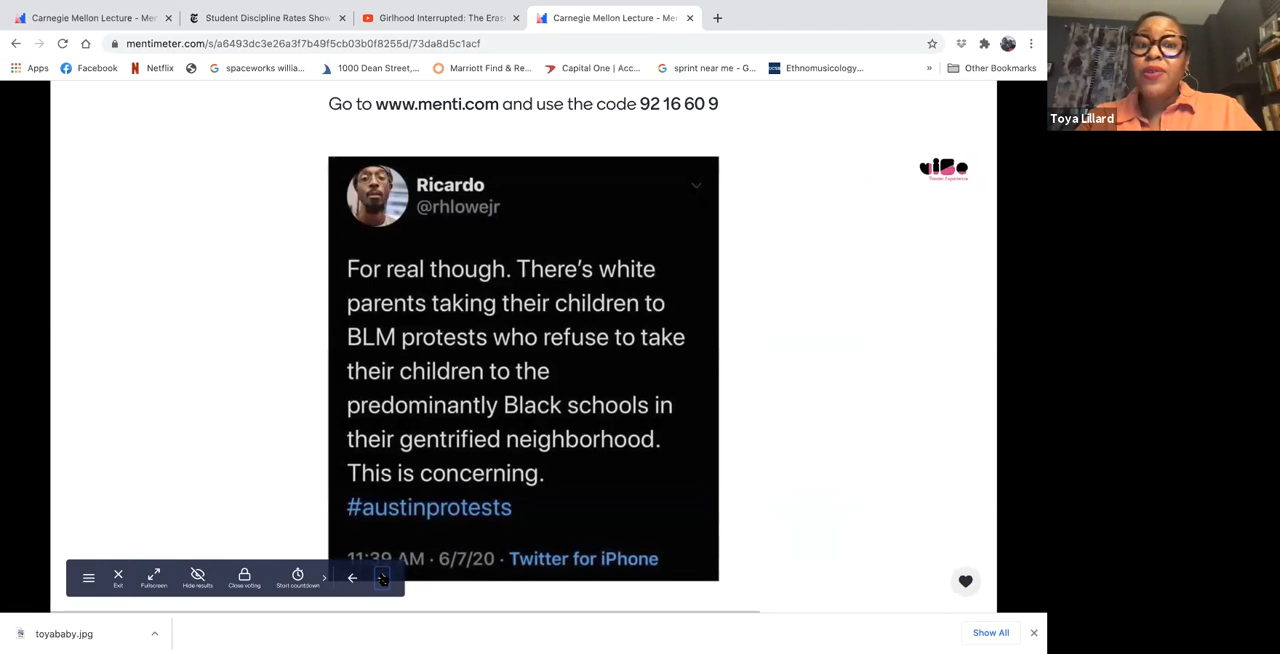 Carnegie Mellon Lecture - Mer
Student Discipline Rates Show
Girlhood Interrupted: The Eras
Carnegie Mellon Lecture - Mer
mentimeter.com/s/a6493dc3e26a3f7b49f5cb03b0f8255d/73da8d5c1acf
Apps
Facebook
Netflix
spaceworks willia...
1000 Dean Street,...
Marriott Find & Re...
Capital One | Acc...
sprint near me - G...
Ethnomusicology...
»
Other Bookmarks
Toya Lillard
Go to www.menti.com and use the code 92 16 60 9
viBe
Theater Experience
Ricardo
@rhlowejr
For real though. There's white
parents taking their children to
BLM protests who refuse to take
their children to the
predominantly Black schools in
their gentrified neighborhood.
This is concerning.
#austinprotests
11:39 AM · 6/7/20 · Twitter for iPhone
Exit
Fullscreen
Hide results
Close voting
Start countdown
toyababy.jpg
Show All